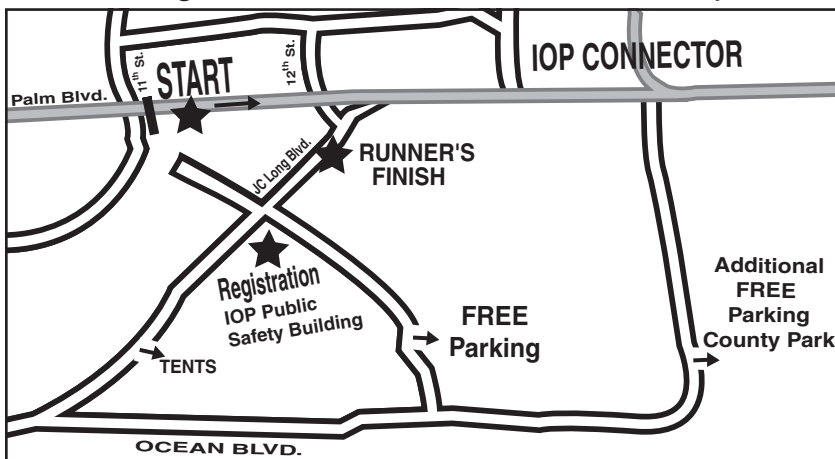 IOP CONNECTOR
11th St.
START
12th St.
Palm Blvd.
JC Long Blvd.
RUNNER'S
FINISH
Registration
IOP Public
Safety Building
FREE
Parking
Additional
FREE
Parking
County Park
TENTS
OCEAN BLVD.